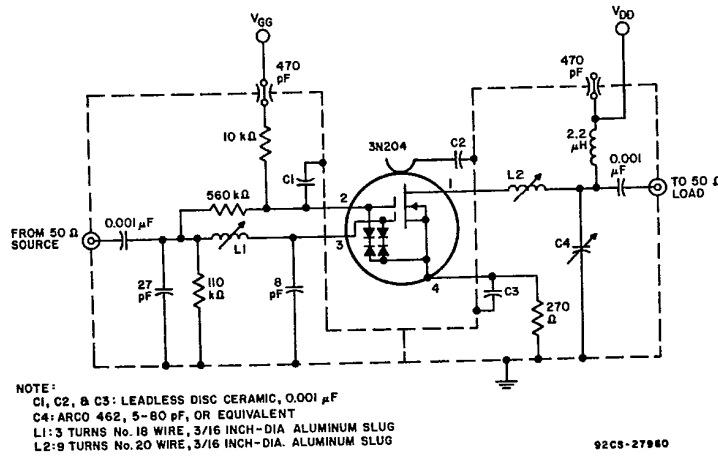 VGG
VDD
470
pF
470
pF
10 kΩ
3N204
C2
2.2
μH
0.001
μF
C1
1
L2
TO 50 Ω
LOAD
560 kΩ
2
0.001 μF
FROM 50 Ω
SOURCE
3
L1
C4
4
27
pF
110
kΩ
8
pF
C3
270
Ω
NOTE:
C1, C2, & C3: LEADLESS DISC CERAMIC, 0.001 μF
C4: ARCO 462, 5-80 pF, OR EQUIVALENT
L1: 3 TURNS No. 18 WIRE, 3/16 INCH-DIA ALUMINUM SLUG
L2: 9 TURNS No. 20 WIRE, 3/16 INCH-DIA. ALUMINUM SLUG
92CS-27960